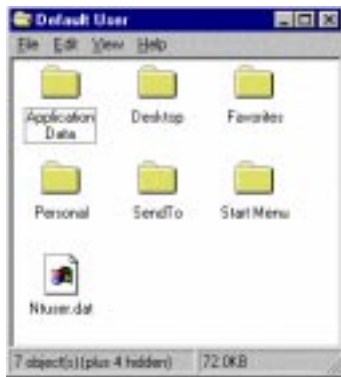 Default User
File Edit View Help
Application Data
Desktop
Favorites
Personal
SendTo
Start Menu
Ntuser.dat
7 object(s) (plus 4 hidden)
72.0KB